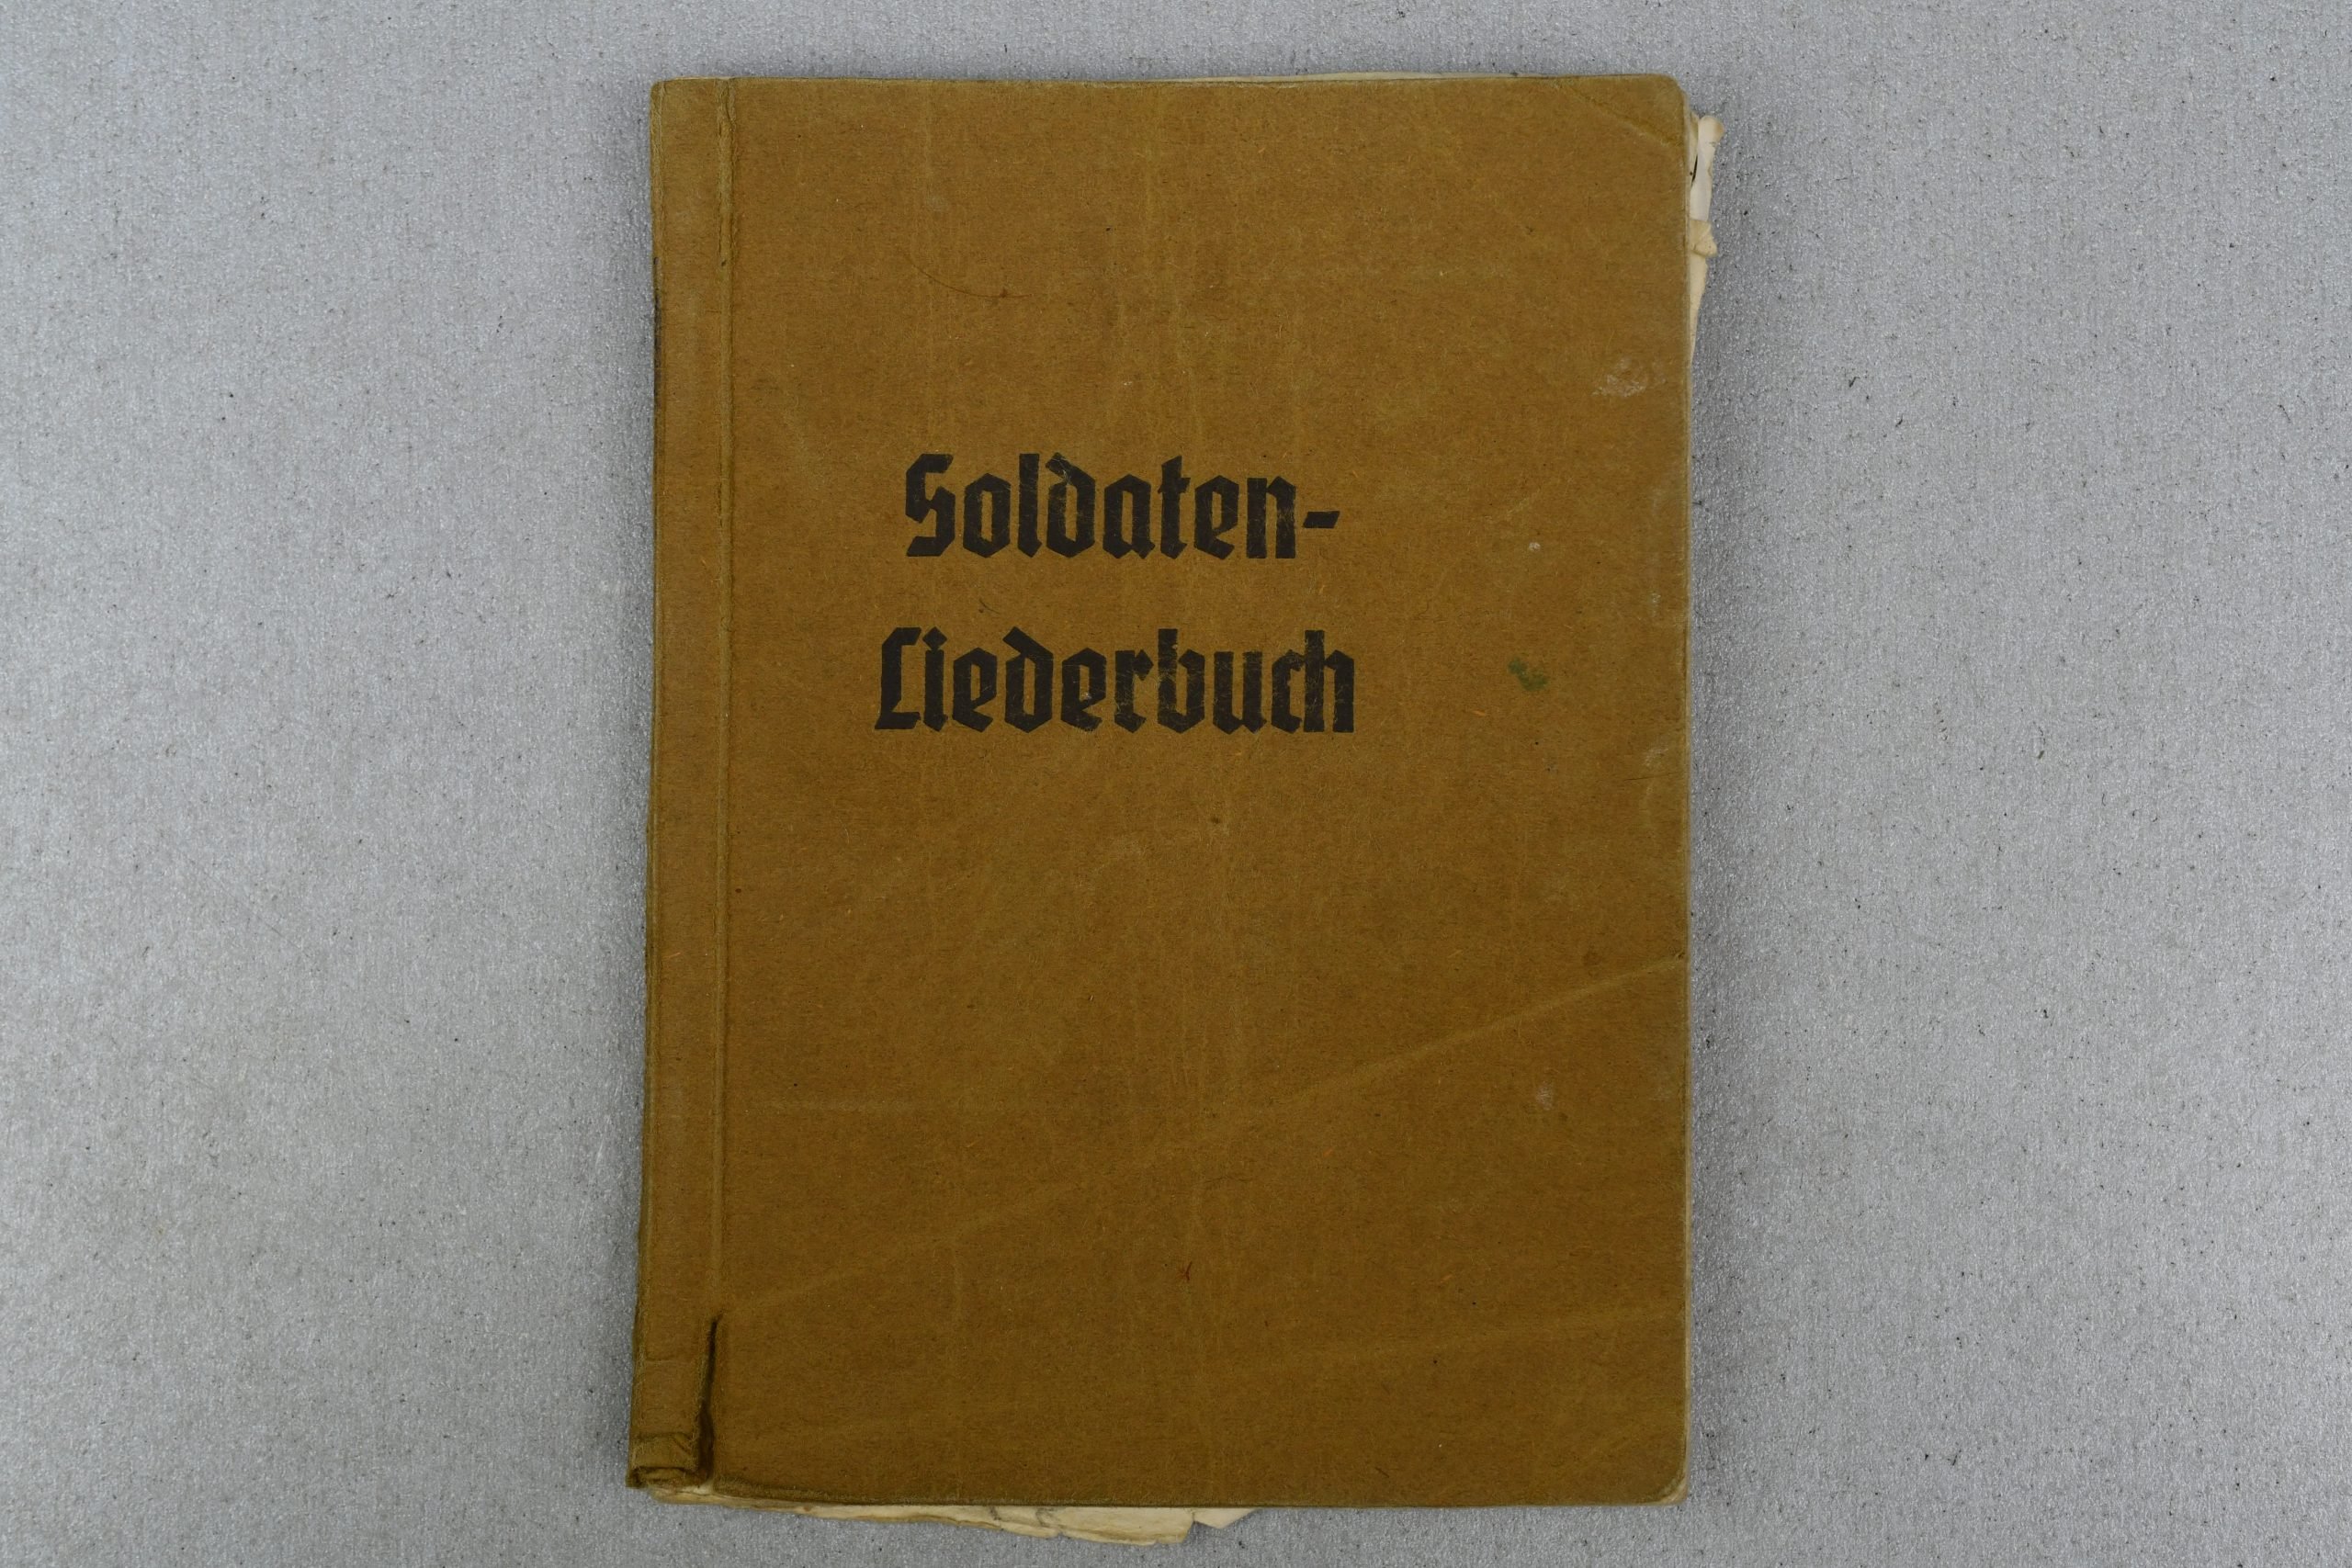 Soldaten-
Liederbuch